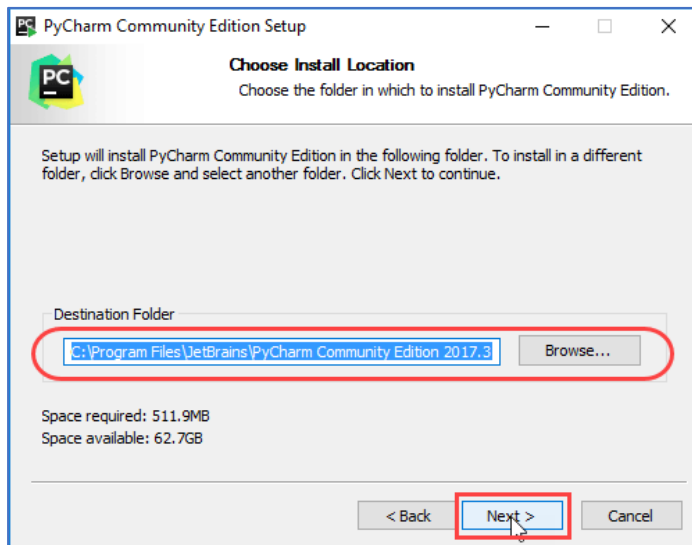 PyCharm Community Edition Setup
PC
Choose Install Location
Choose the folder in which to install PyCharm Community Edition.
Setup will install PyCharm Community Edition in the following folder. To install in a different
folder, click Browse and select another folder. Click Next to continue.
Destination Folder
C:\Program Files\JetBrains\PyCharm Community Edition 2017.3
Browse...
Space required: 511.9MB
Space available: 62.7GB
< Back
Next >
Cancel